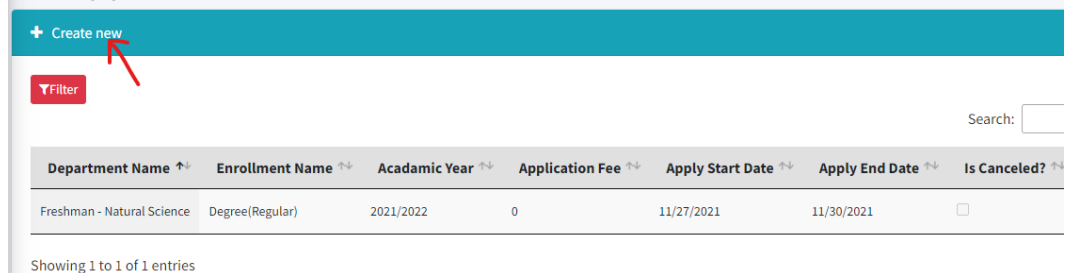 Create new
Filter
Search:
Department Name Enrollment Name Acadamic Year Application Fee Apply Start Date Apply End Date Is Canceled?
Freshman - Natural Science Degree(Regular) 2021/2022 0 11/27/2021 11/30/2021
Showing 1 to 1 of 1 entries